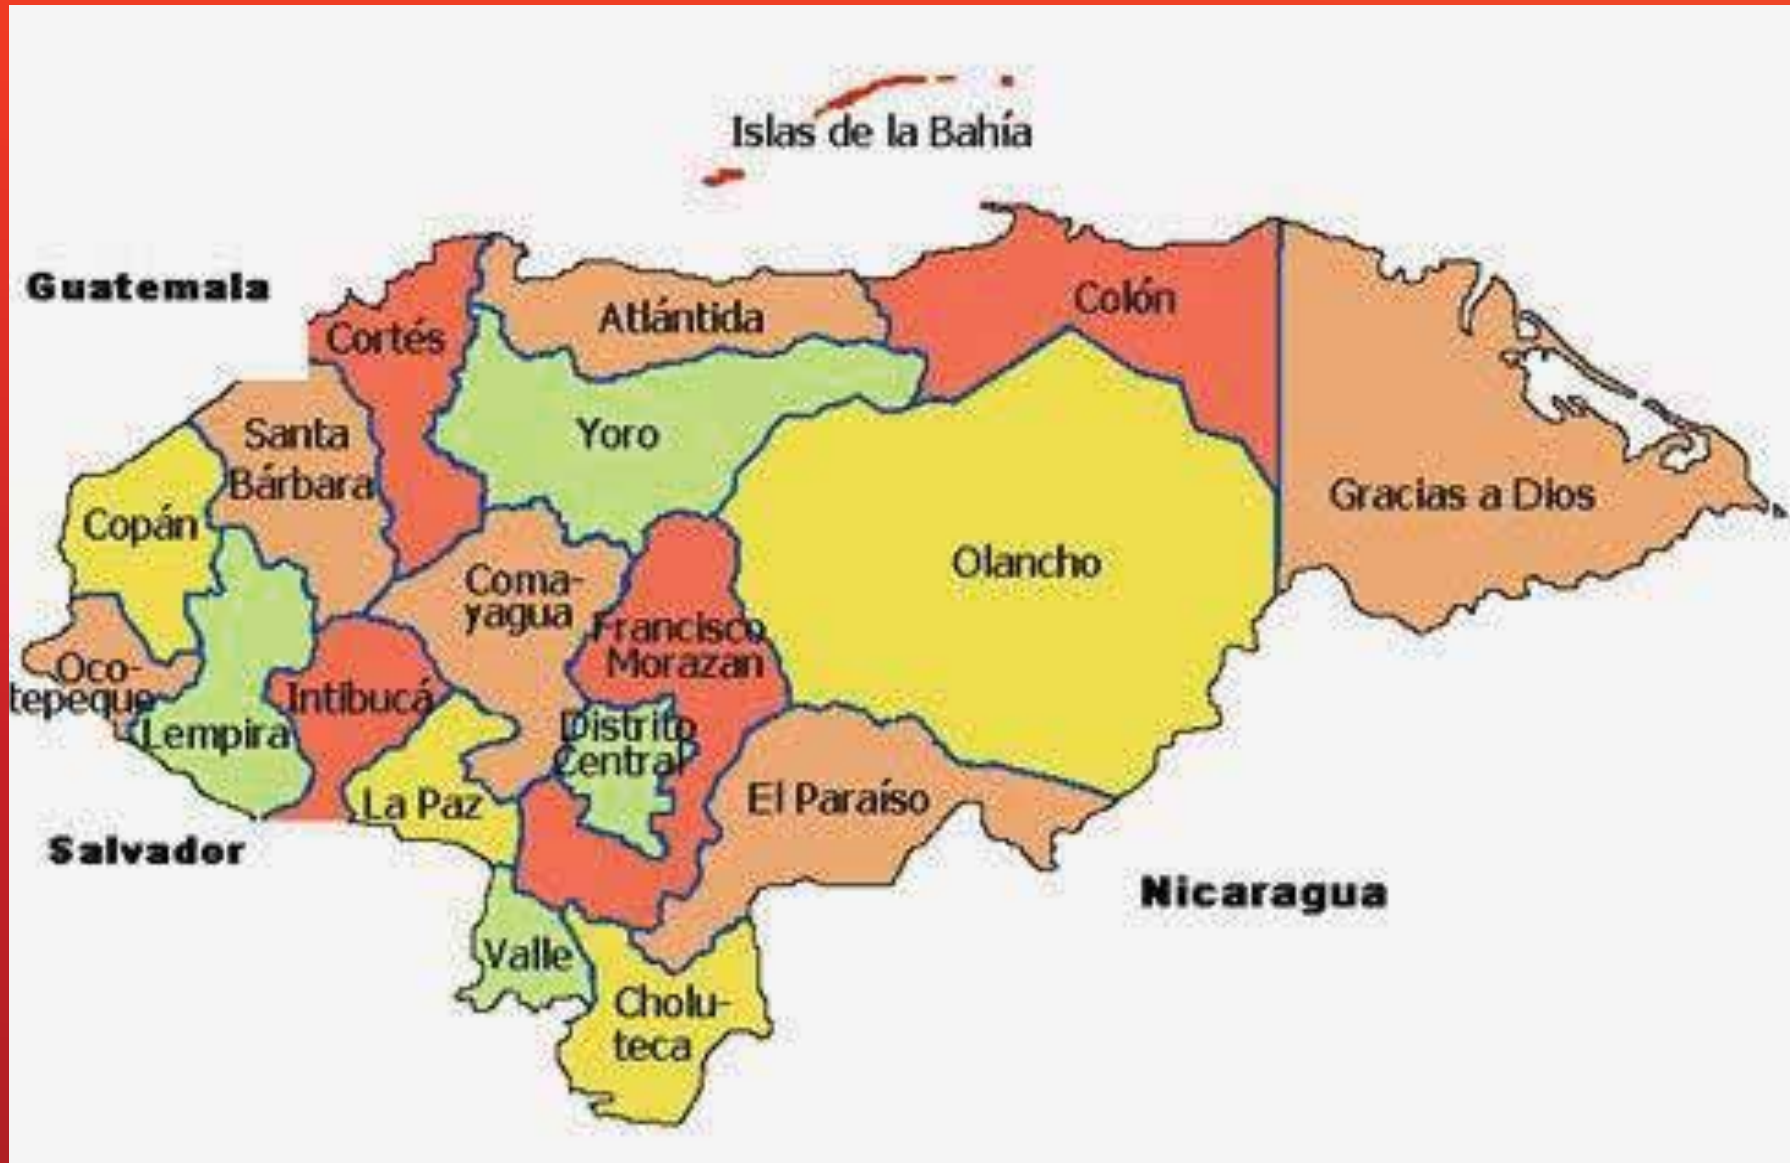 Islas de la Bahía
Guatemala
Cortés
Atlántida
Colón
Santa
Bárbara
Yoro
Gracias a Dios
Copán
Olancho
Coma-
yagua
Francisco
Morazan
Oco-
tepeque
Intibucá
Lempira
Distrito
Central
La Paz
El Paraíso
Salvador
Nicaragua
Valle
Cholu-
teca